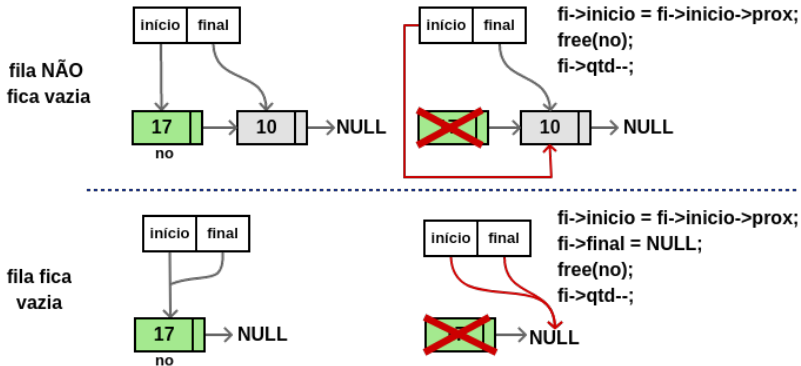 fila NÃO
fica vazia
início final
17 10 NULL
no
início final
10 NULL
fi->inicio = fi->inicio->prox;
free(no);
fi->qtd--;
fila fica
vazia
início final
17 NULL
no
início final
NULL
fi->inicio = fi->inicio->prox;
fi->final = NULL;
free(no);
fi->qtd--;